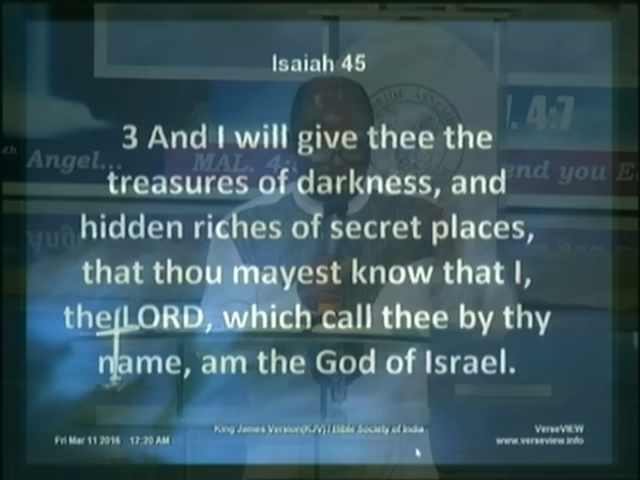 Isaiah 45
3 And I will give thee the
treasures of darkness, and
hidden riches of secret places,
that thou mayest know that I,
the LORD, which call thee by thy
name, am the God of Israel.
. 4:7
th Angel...
MAL. 4:
end you E
King James Version(KJV) / Bible Society of India
Fri Mar 11 2016 12:20 AM
VerseVIEW
www.verseview.info